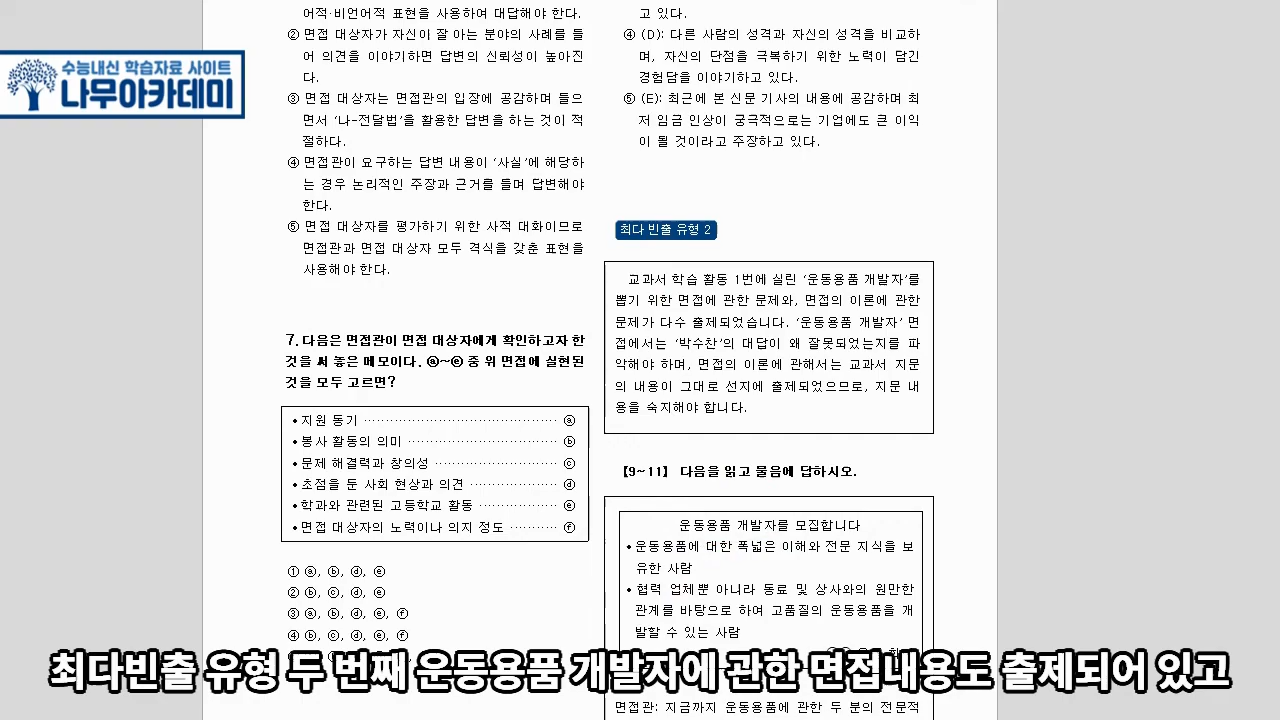 수능내신 학습자료 사이트
나무아카데미
어적·비언어적 표현을 사용하여 대답해야 한다.
② 면접 대상자가 자신이 잘 아는 분야의 사례를 들
어 의견을 이야기하면 답변의 신뢰성이 높아진
다.
③ 면접 대상자는 면접관의 입장에 공감하며 들으
면서 ‘나-전달법’을 활용한 답변을 하는 것이 적
절하다.
④ 면접관이 요구하는 답변 내용이 ‘사실’에 해당하
는 경우 논리적인 주장과 근거를 들며 답변해야
한다.
⑤ 면접 대상자를 평가하기 위한 사적 대화이므로
면접관과 면접 대상자 모두 격식을 갖춘 표현을
사용해야 한다.
7. 다음은 면접관이 면접 대상자에게 확인하고자 한
것을 써 놓은 메모이다. ⓐ~ⓔ 중 위 면접에 실현된
것을 모두 고르면?
• 지원 동기 ⓐ
• 봉사 활동의 의미 ⓑ
• 문제 해결력과 창의성 ⓒ
• 초점을 둔 사회 현상과 의견 ⓓ
• 학과와 관련된 고등학교 활동 ⓔ
• 면접 대상자의 노력이나 의지 정도 ⓕ
① ⓐ, ⓑ, ⓓ, ⓔ
② ⓑ, ⓒ, ⓓ, ⓔ
③ ⓐ, ⓑ, ⓓ, ⓔ, ⓕ
④ ⓑ, ⓒ, ⓓ, ⓔ, ⓕ
고 있다.
④ (D): 다른 사람의 성격과 자신의 성격을 비교하
며, 자신의 단점을 극복하기 위한 노력이 담긴
경험담을 이야기하고 있다.
⑤ (E): 최근에 본 신문 기사의 내용에 공감하며 최
저 임금 인상이 궁극적으로는 기업에도 큰 이익
이 될 것이라고 주장하고 있다.
최다 빈출 유형 2
교과서 학습 활동 1번에 실린 ‘운동용품 개발자’를
뽑기 위한 면접에 관한 문제와, 면접의 이론에 관한
문제가 다수 출제되었습니다. ‘운동용품 개발자’ 면
접에서는 ‘박수찬’의 대답이 왜 잘못되었는지를 파
악해야 하며, 면접의 이론에 관해서는 교과서 지문
의 내용이 그대로 선지에 출제되었으므로, 지문 내
용을 숙지해야 합니다.
【9~11】 다음을 읽고 물음에 답하시오.
운동용품 개발자를 모집합니다
• 운동용품에 대한 폭넓은 이해와 전문 지식을 보
유한 사람
• 협력 업체뿐 아니라 동료 및 상사와의 원만한
관계를 바탕으로 하여 고품질의 운동용품을 개
발할 수 있는 사람
면접관: 지금까지 운동용품에 관한 두 분의 전문적
최다빈출 유형 두 번째 운동용품 개발자에 관한 면접내용도 출제되어 있고